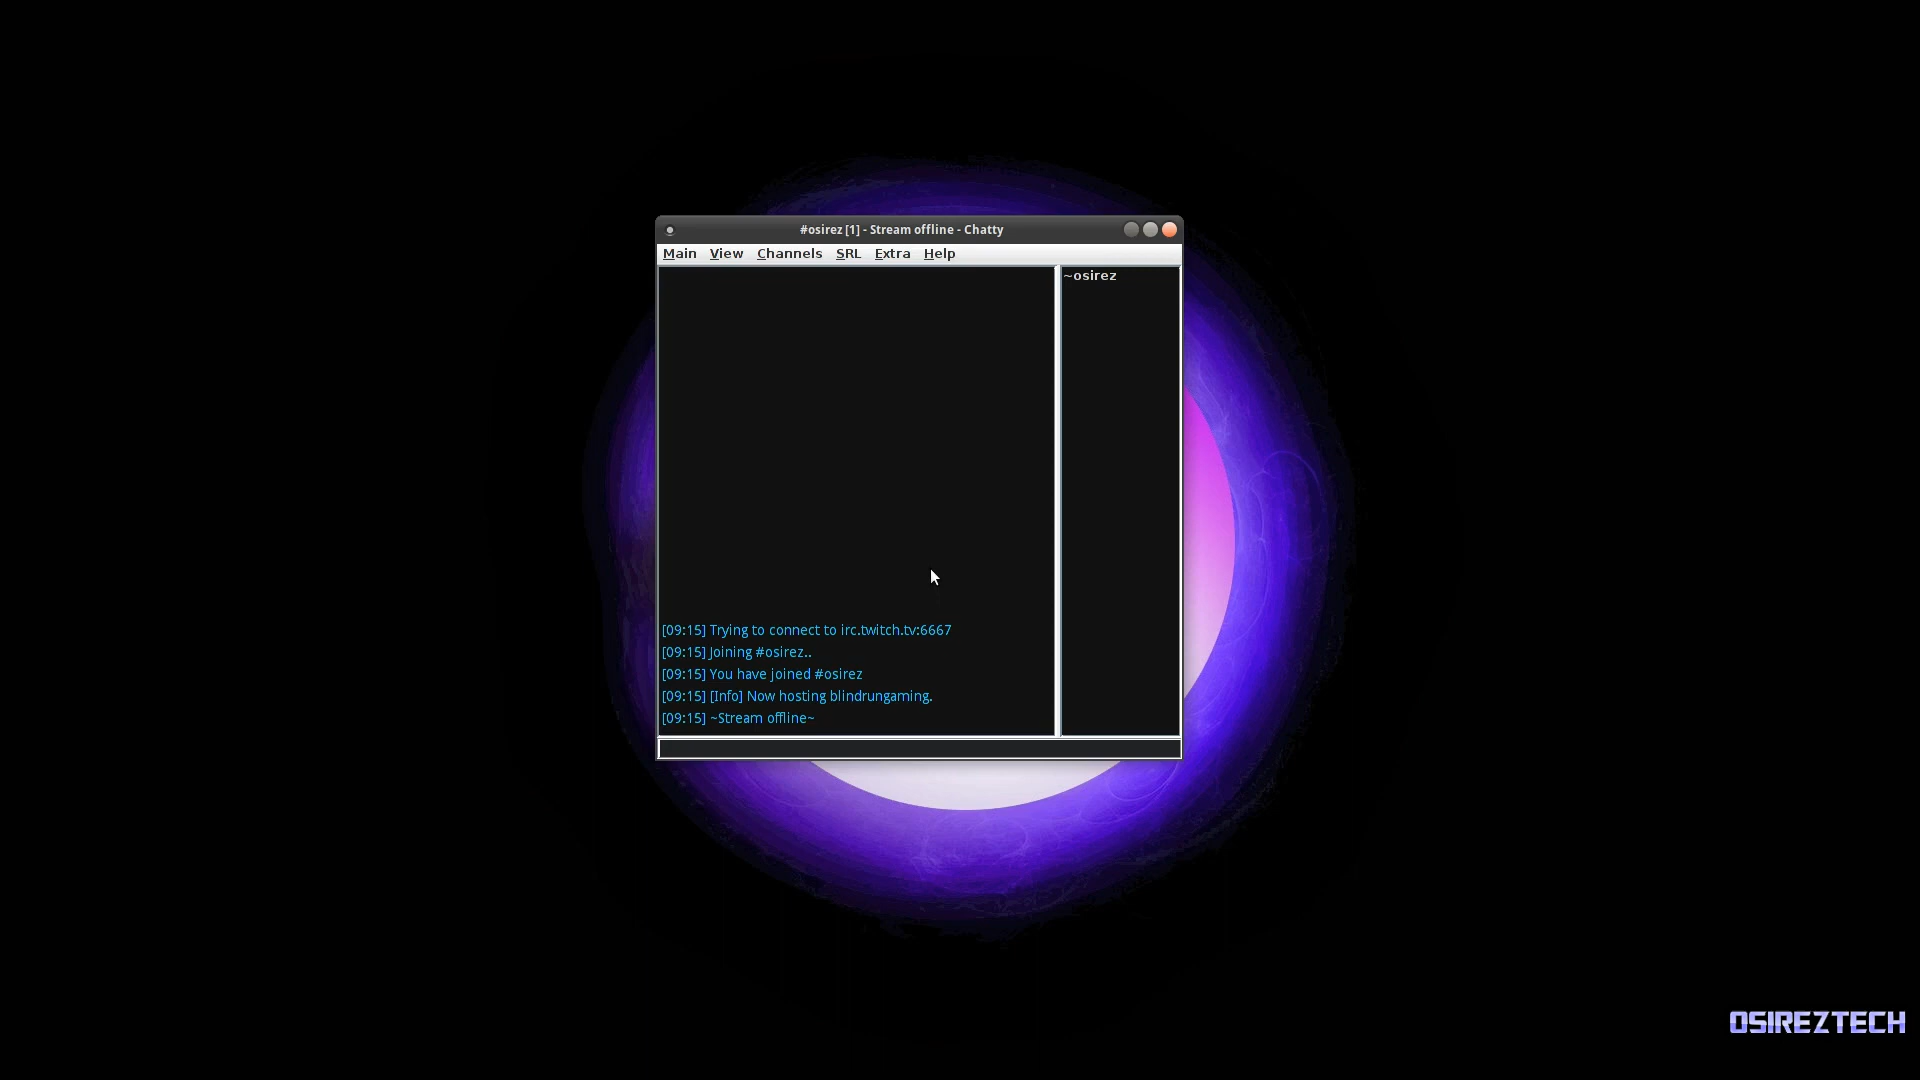 #osirez [1] - Stream offline - Chatty
Main View Channels SRL Extra Help
~osirez
[09:15] Trying to connect to irc.twitch.tv:6667
[09:15] Joining #osirez..
[09:15] You have joined #osirez
[09:15] [Info] Now hosting blindrungaming.
[09:15] ~Stream offline~
OSIREZTECH